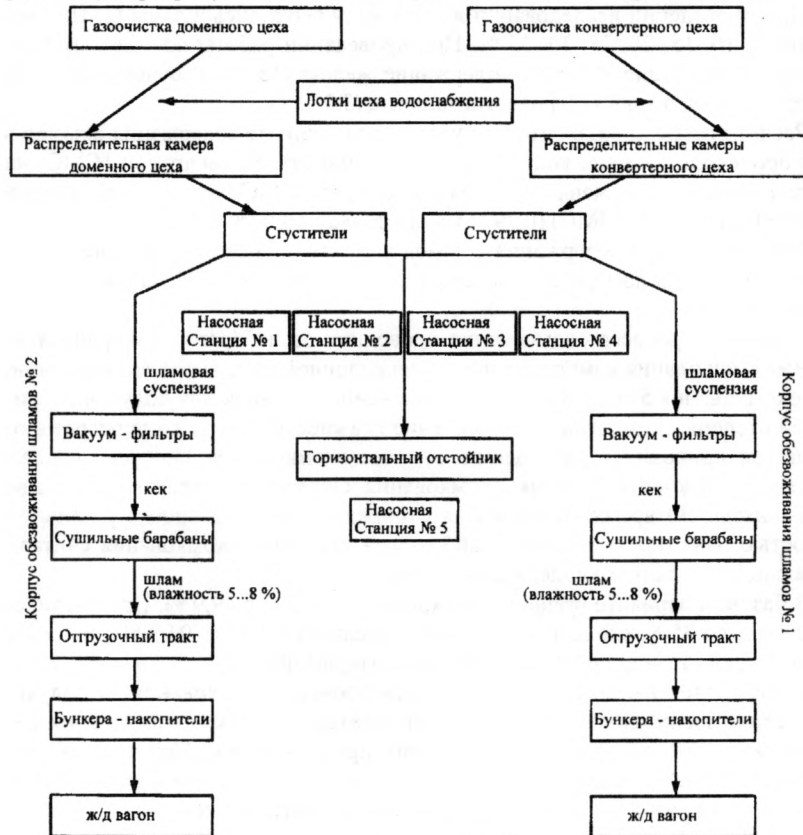 Газоочистка доменного цеха
Газоочистка конвертерного цеха
Лотки цеха водоснабжения
Распределительная камера
доменного цеха
Распределительные камеры
конвертерного цеха
Сгустители
Сгустители
Насосная
Станция № 1
Насосная
Станция № 2
Насосная
Станция № 3
Насосная
Станция № 4
Корпус обезвоживания шламов № 2
шламовая
суспензия
Вакуум - фильтры
кек
Сушильные барабаны
шлам
(влажность 5...8 %)
Отгрузочный тракт
Бункера - накопители
ж/д вагон
Горизонтальный отстойник
Насосная
Станция № 5
Корпус обезвоживания шламов № 1
шламовая
суспензия
Вакуум - фильтры
кек
Сушильные барабаны
шлам
(влажность 5...8 %)
Отгрузочный тракт
Бункера - накопители
ж/д вагон